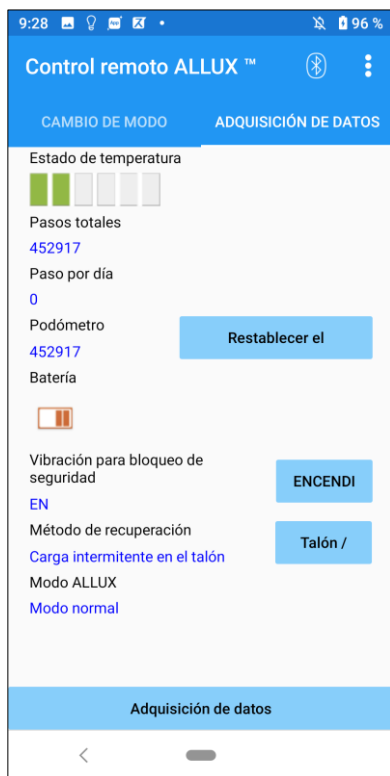 9:28 96 %
Control remoto ALLUX ™
CAMBIO DE MODO ADQUISICIÓN DE DATOS
Estado de temperatura
Pasos totales
452917
Paso por día
0
Podómetro
452917
Restablecer el
Batería
Vibración para bloqueo de
seguridad
EN
ENCENDI
Método de recuperación
Carga intermitente en el talón
Talón /
Modo ALLUX
Modo normal
Adquisición de datos